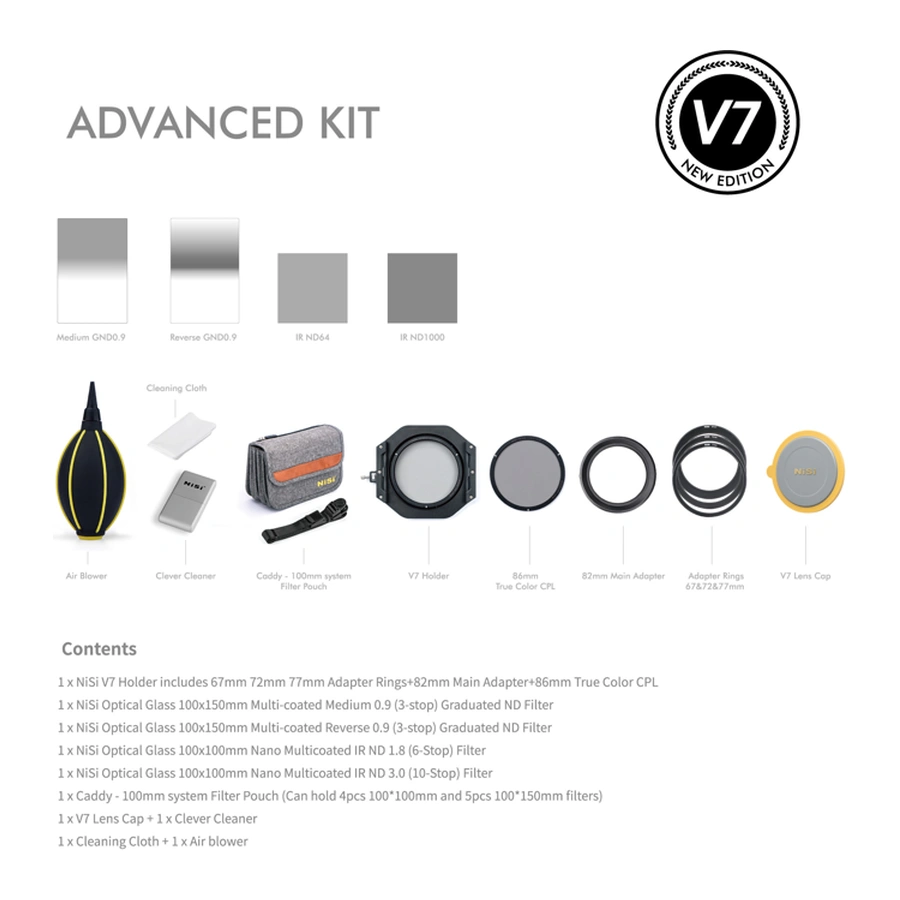 ADVANCED KIT
V7
NEW EDITION
Medium GND0.9
Reverse GND0.9
IR ND64
IR ND1000
Cleaning Cloth
NiSi
NiSi
NiSi
Air Blower
Clever Cleaner
Caddy - 100mm system
Filter Pouch
V7 Holder
86mm
True Color CPL
82mm Main Adapter
Adapter Rings
67&72&77mm
V7 Lens Cap
Contents
1 x NiSi V7 Holder includes 67mm 72mm 77mm Adapter Rings+82mm Main Adapter+86mm True Color CPL
1 x NiSi Optical Glass 100x150mm Multi-coated Medium 0.9 (3-stop) Graduated ND Filter
1 x NiSi Optical Glass 100x150mm Multi-coated Reverse 0.9 (3-stop) Graduated ND Filter
1 x NiSi Optical Glass 100x100mm Nano Multicoated IR ND 1.8 (6-Stop) Filter
1 x NiSi Optical Glass 100x100mm Nano Multicoated IR ND 3.0 (10-Stop) Filter
1 x Caddy - 100mm system Filter Pouch (Can hold 4pcs 100*100mm and 5pcs 100*150mm filters)
1 x V7 Lens Cap + 1 x Clever Cleaner
1 x Cleaning Cloth + 1 x Air blower